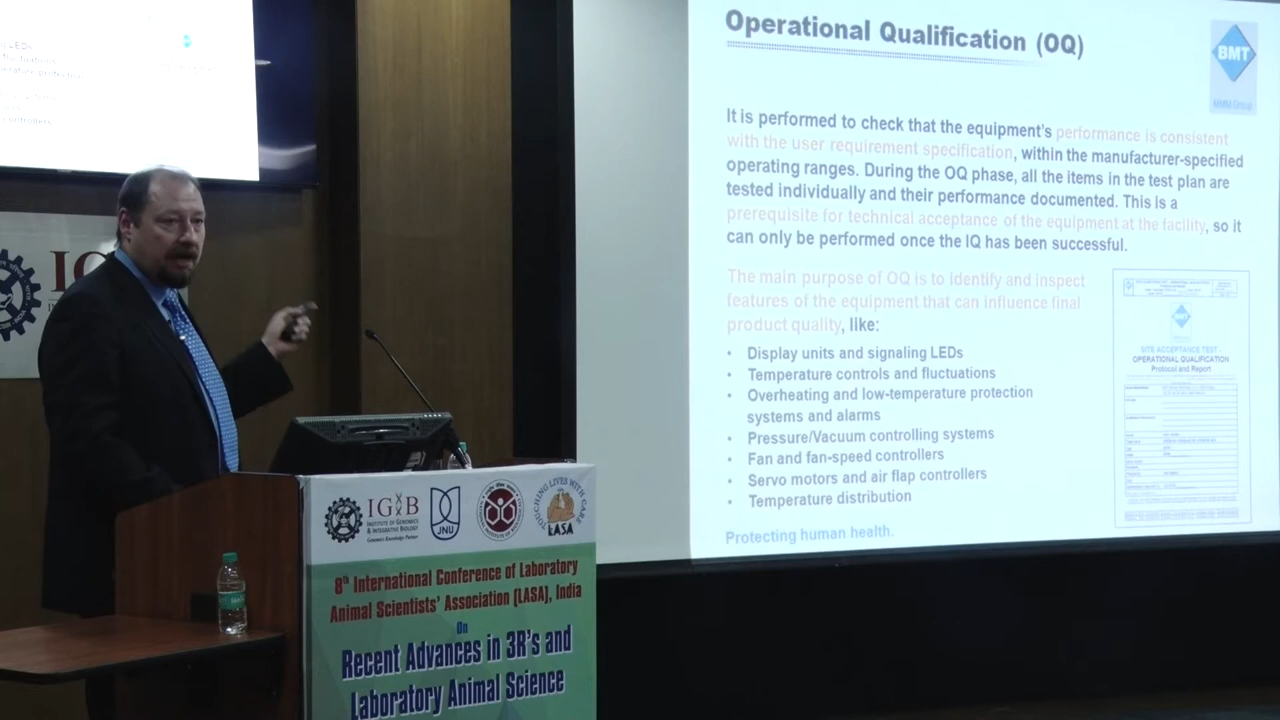 Operational Qualification (OQ)
BMT
MMM Group
It is performed to check that the equipment's performance is consistent
with the user requirement specification, within the manufacturer-specified
operating ranges. During the OQ phase, all the items in the test plan are
tested individually and their performance documented. This is a
prerequisite for technical acceptance of the equipment at the facility, so it
can only be performed once the IQ has been successful.
The main purpose of OQ is to identify and inspect
features of the equipment that can influence final
product quality, like:
• Display units and signaling LEDs
• Temperature controls and fluctuations
• Overheating and low-temperature protection
systems and alarms
• Pressure/Vacuum controlling systems
• Fan and fan-speed controllers
• Servo motors and air flap controllers
• Temperature distribution
Protecting human health.
SITE ACCEPTANCE TEST -
OPERATIONAL QUALIFICATION
Protocol and Report
IGIB
INSTITUTE OF GENOMICS
& INTEGRATIVE BIOLOGY
Genomics Knowledge Partner
JNU
TOUCHING LIVES WITH CARE
LASA
8th International Conference of Laboratory
Animal Scientists' Association (LASA), India
On
Recent Advances in 3R's and
Laboratory Animal Science